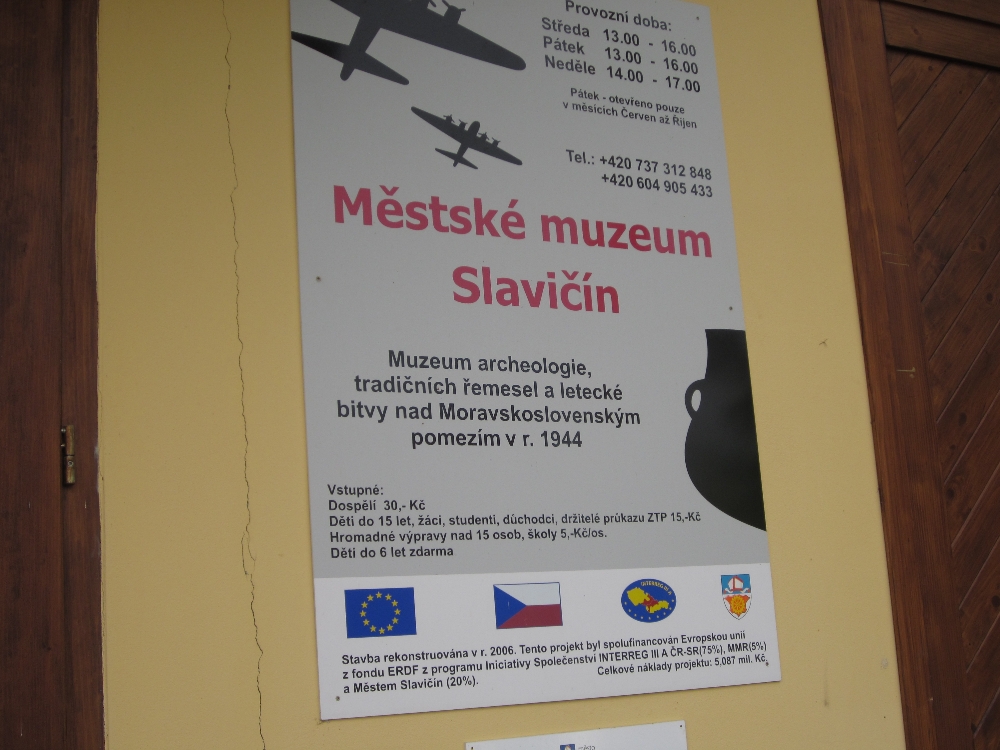 Provozní doba:
Středa 13.00 - 16.00
Pátek 13.00 - 16.00
Neděle 14.00 - 17.00
Pátek - otevřeno pouze
v měsících Červen až Říjen
Tel.: +420 737 312 848
+420 604 905 433
Městské muzeum
Slavičín
Muzeum archeologie,
tradičních řemesel a letecké
bitvy nad Moravskoslovenským
pomezím v r. 1944
Vstupné:
Dospělí 30,- Kč
Děti do 15 let, žáci, studenti, důchodci, držitelé průkazu ZTP 15,-Kč
Hromadné výpravy nad 15 osob, školy 5,-Kč/os.
Děti do 6 let zdarma
INTERREG III A
Stavba rekonstruována v r. 2006. Tento projekt byl spolufinancován Evropskou unií
z fondu ERDF z programu Iniciativy Společenství INTERREG III A ČR-SR(75%), MMR(5%)
a Městem Slavičín (20%).
Celkové náklady projektu: 5,087 mil. Kč.
město